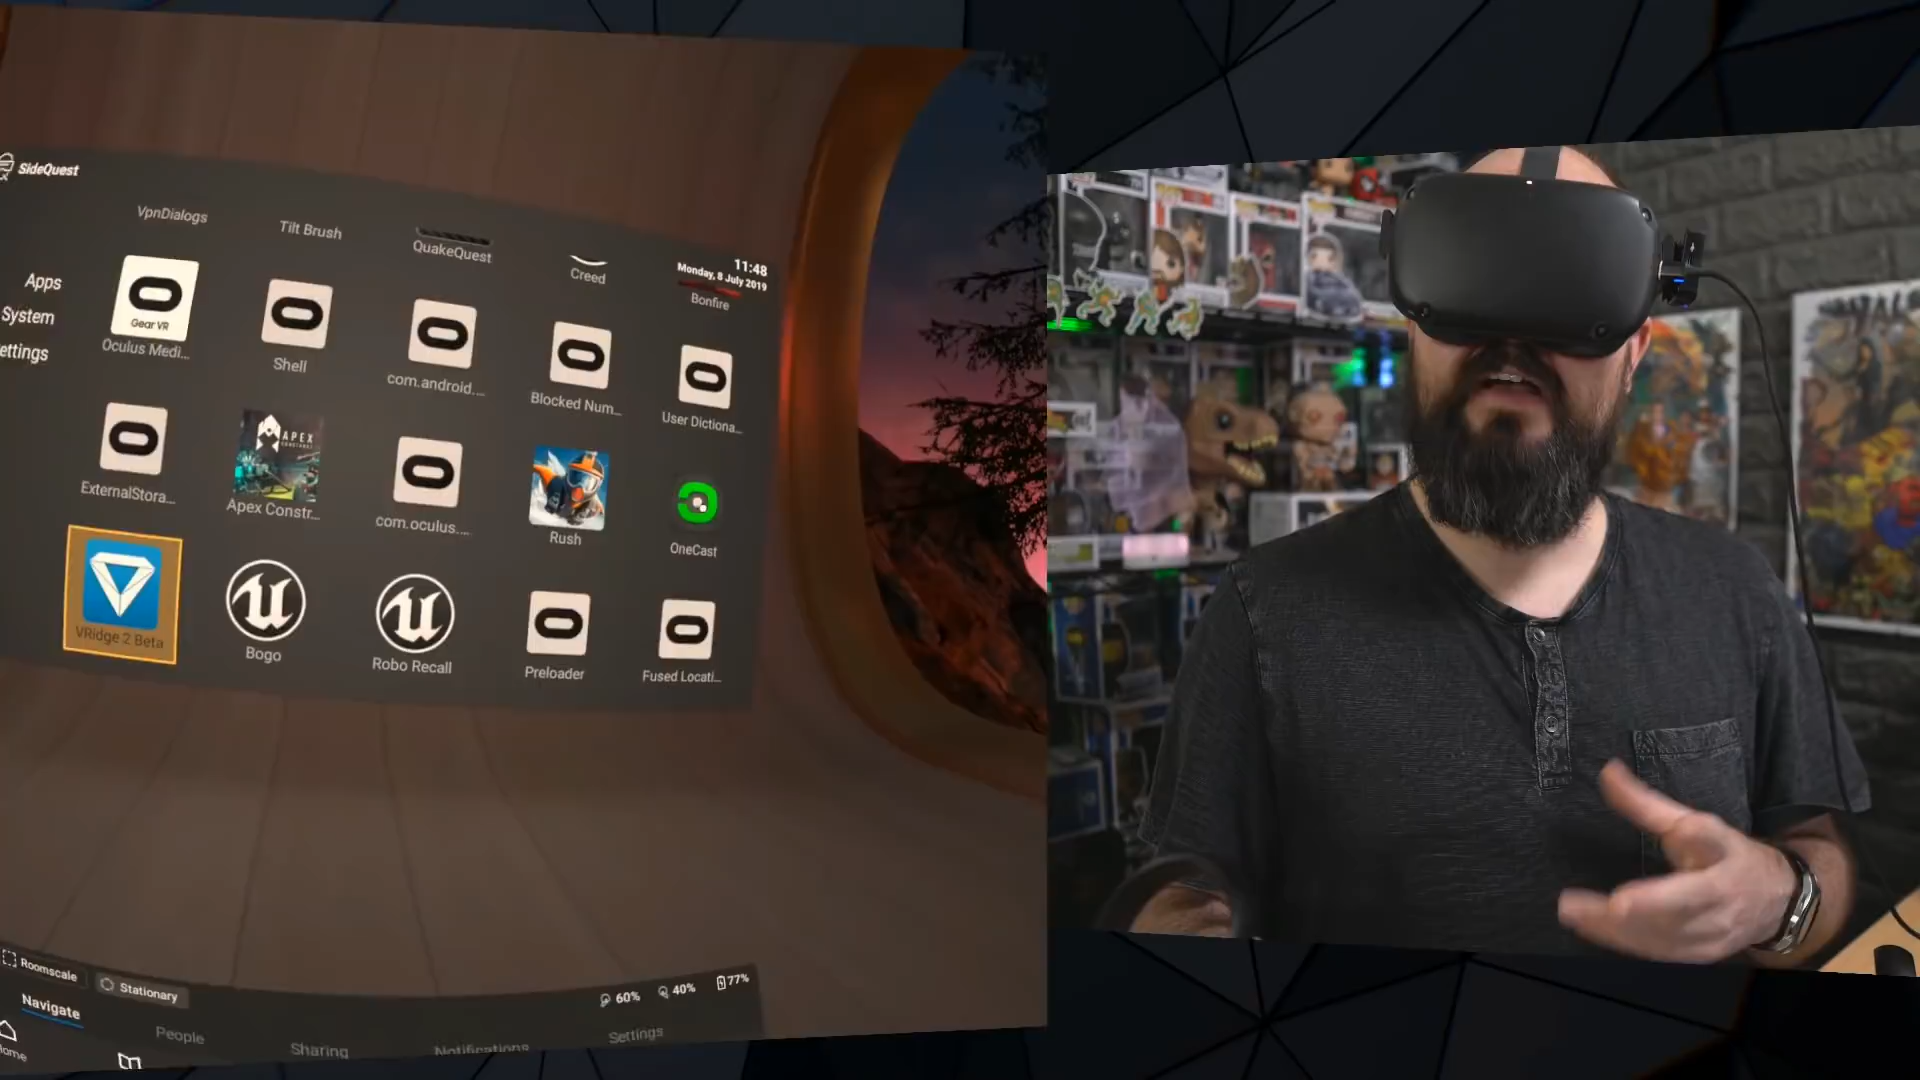 SideQuest
VpnDialogs
Tilt Brush
QuakeQuest
Creed
11:48
Monday, 8 July 2019
Bonfire
Apps
System
ettings
Gear VR
Oculus Medi...
Shell
com.android....
Blocked Num...
User Dictiona...
ExternalStora...
APEX
Apex Constr...
com.oculus....
Rush
OneCast
VRidge 2 Beta
Bogo
Robo Recall
Preloader
Fused Locati...
Roomscale
Stationary
60%
40%
77%
Navigate
People
Sharing
Notifications
Settings
ome